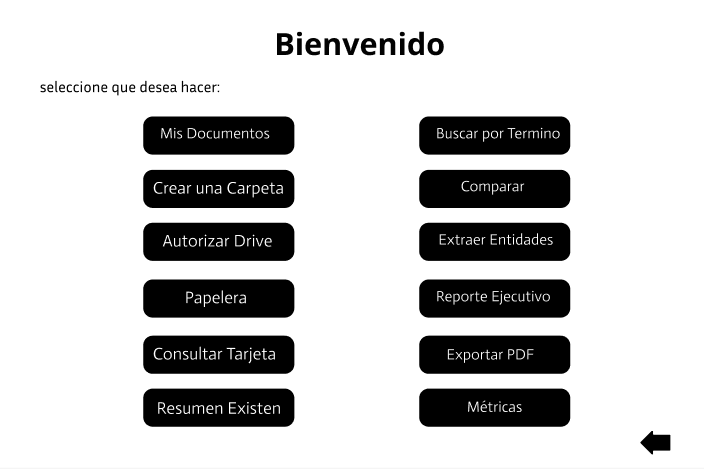 Bienvenido
seleccione que desea hacer:
Mis Documentos
Crear una Carpeta
Autorizar Drive
Papelera
Consultar Tarjeta
Resumen Existen
Buscar por Termino
Comparar
Extraer Entidades
Reporte Ejecutivo
Exportar PDF
Métricas